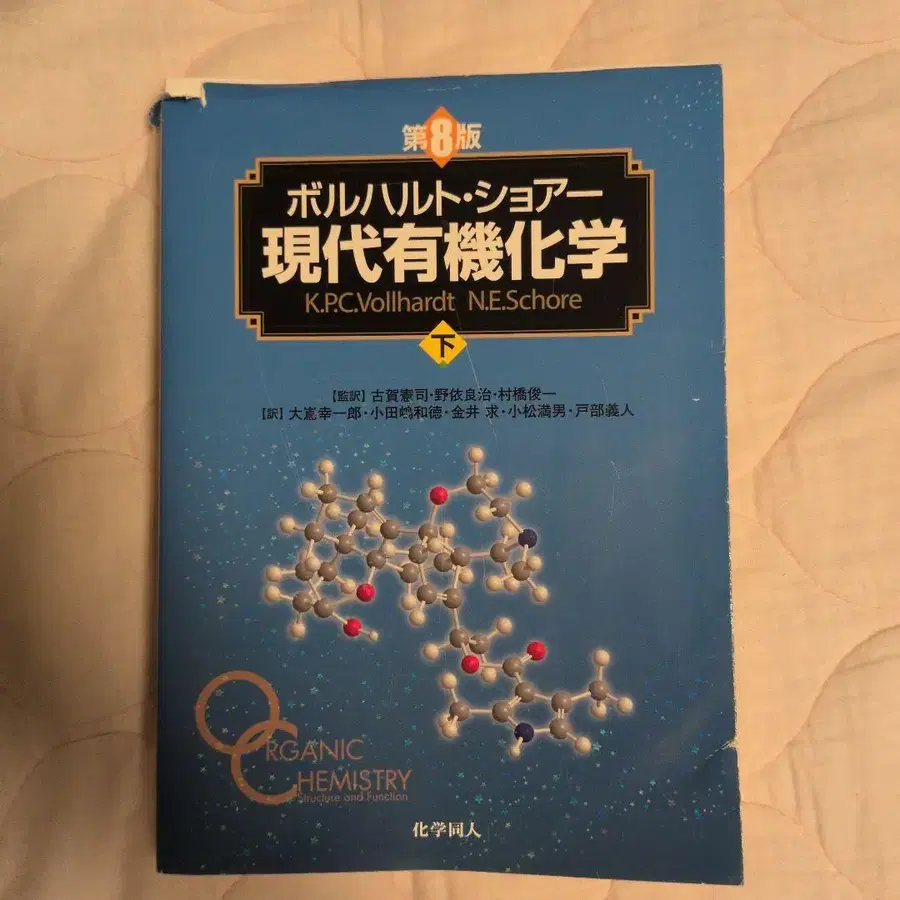 第8版
ボルハルト・ショアー
現代有機化学
K.P.C.Vollhardt N.E.Schore
下
【監訳】古賀憲司・野依良治・村橋俊一
【訳】大嶌幸一郎・小田嶋和徳・金井 求・小松満男・戸部義人
ORGANIC
CHEMISTRY
Structure and Function
化学同人